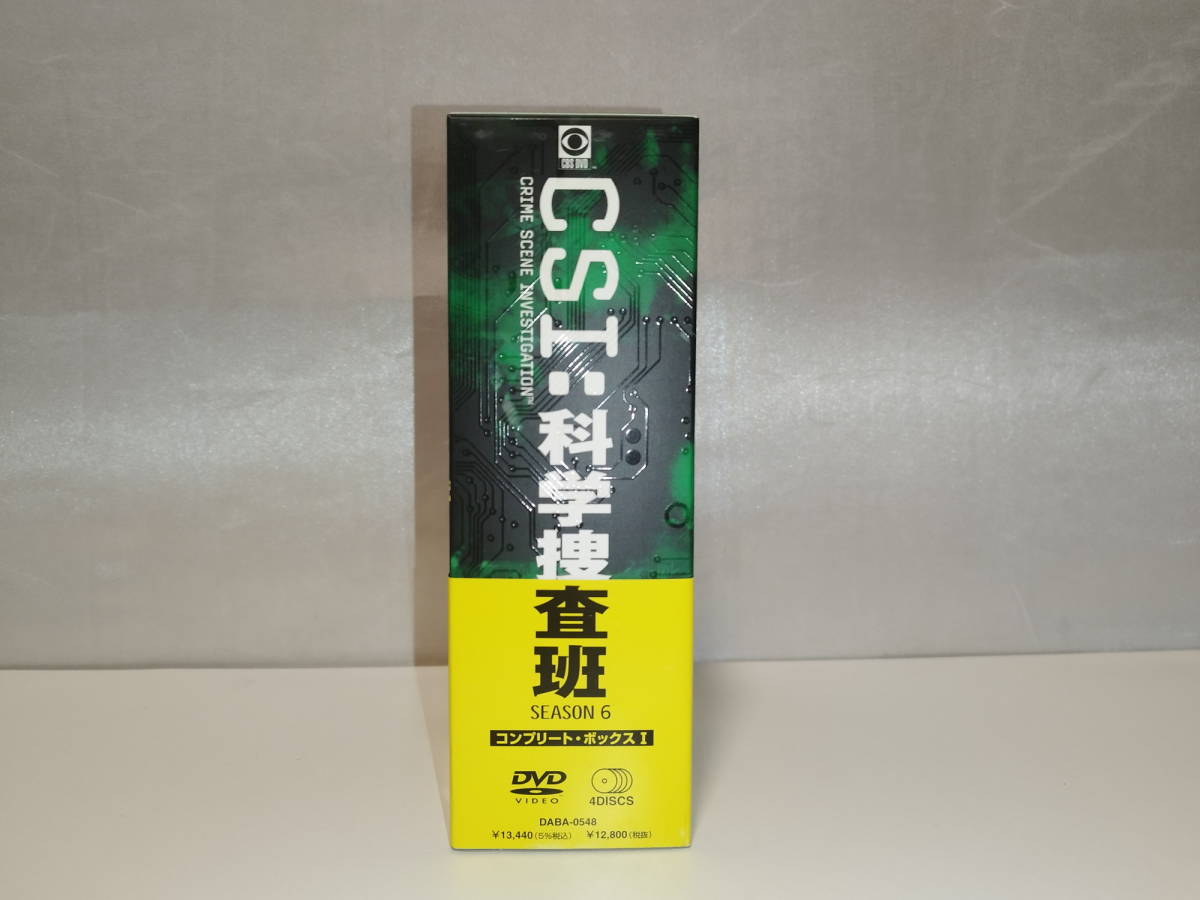 CBS DVD
CSI:科学捜査班
CRIME SCENE INVESTIGATION™
SEASON 6
コンプリート・ボックスⅠ
DVD
VIDEO
4DISCS
DABA-0548
￥13,440(5%税込) ￥12,800(税抜)